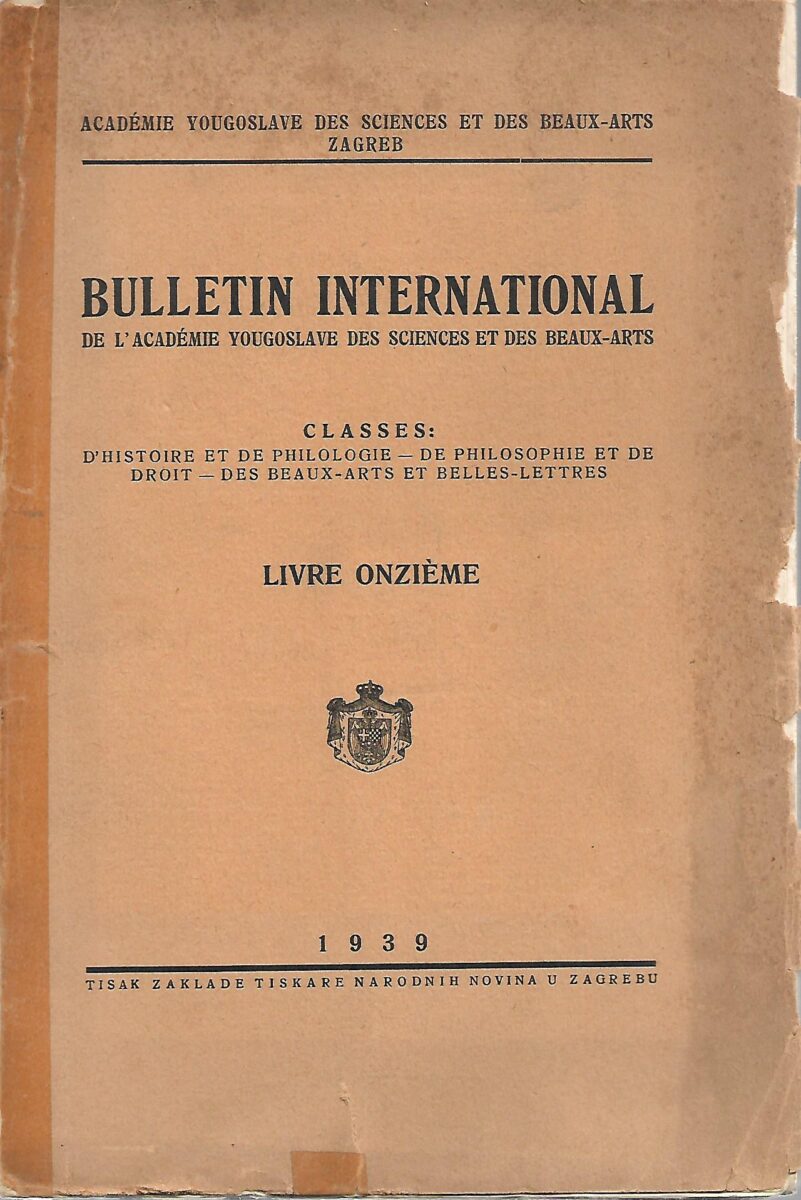 ACADÉMIE YOUGOSLAVE DES SCIENCES ET DES BEAUX-ARTS
ZAGREB
BULLETIN INTERNATIONAL
DE L'ACADÉMIE YOUGOSLAVE DES SCIENCES ET DES BEAUX-ARTS
CLASSES:
D'HISTOIRE ET DE PHILOLOGIE — DE PHILOSOPHIE ET DE
DROIT — DES BEAUX-ARTS ET BELLES-LETTRES
LIVRE ONZIÈME
1939
TISAK ZAKLADE TISKARE NARODNIH NOVINA U ZAGREBU